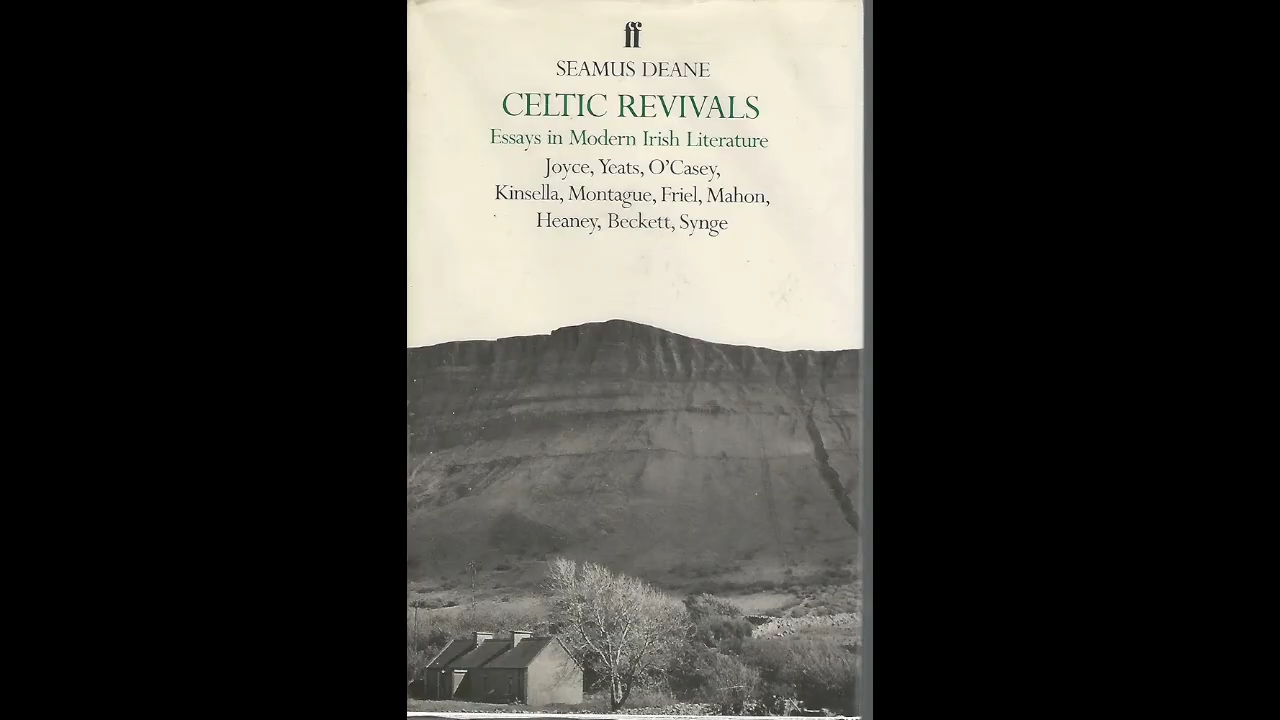 ff
SEAMUS DEANE
CELTIC REVIVALS
Essays in Modern Irish Literature
Joyce, Yeats, O'Casey,
Kinsella, Montague, Friel, Mahon,
Heaney, Beckett, Synge